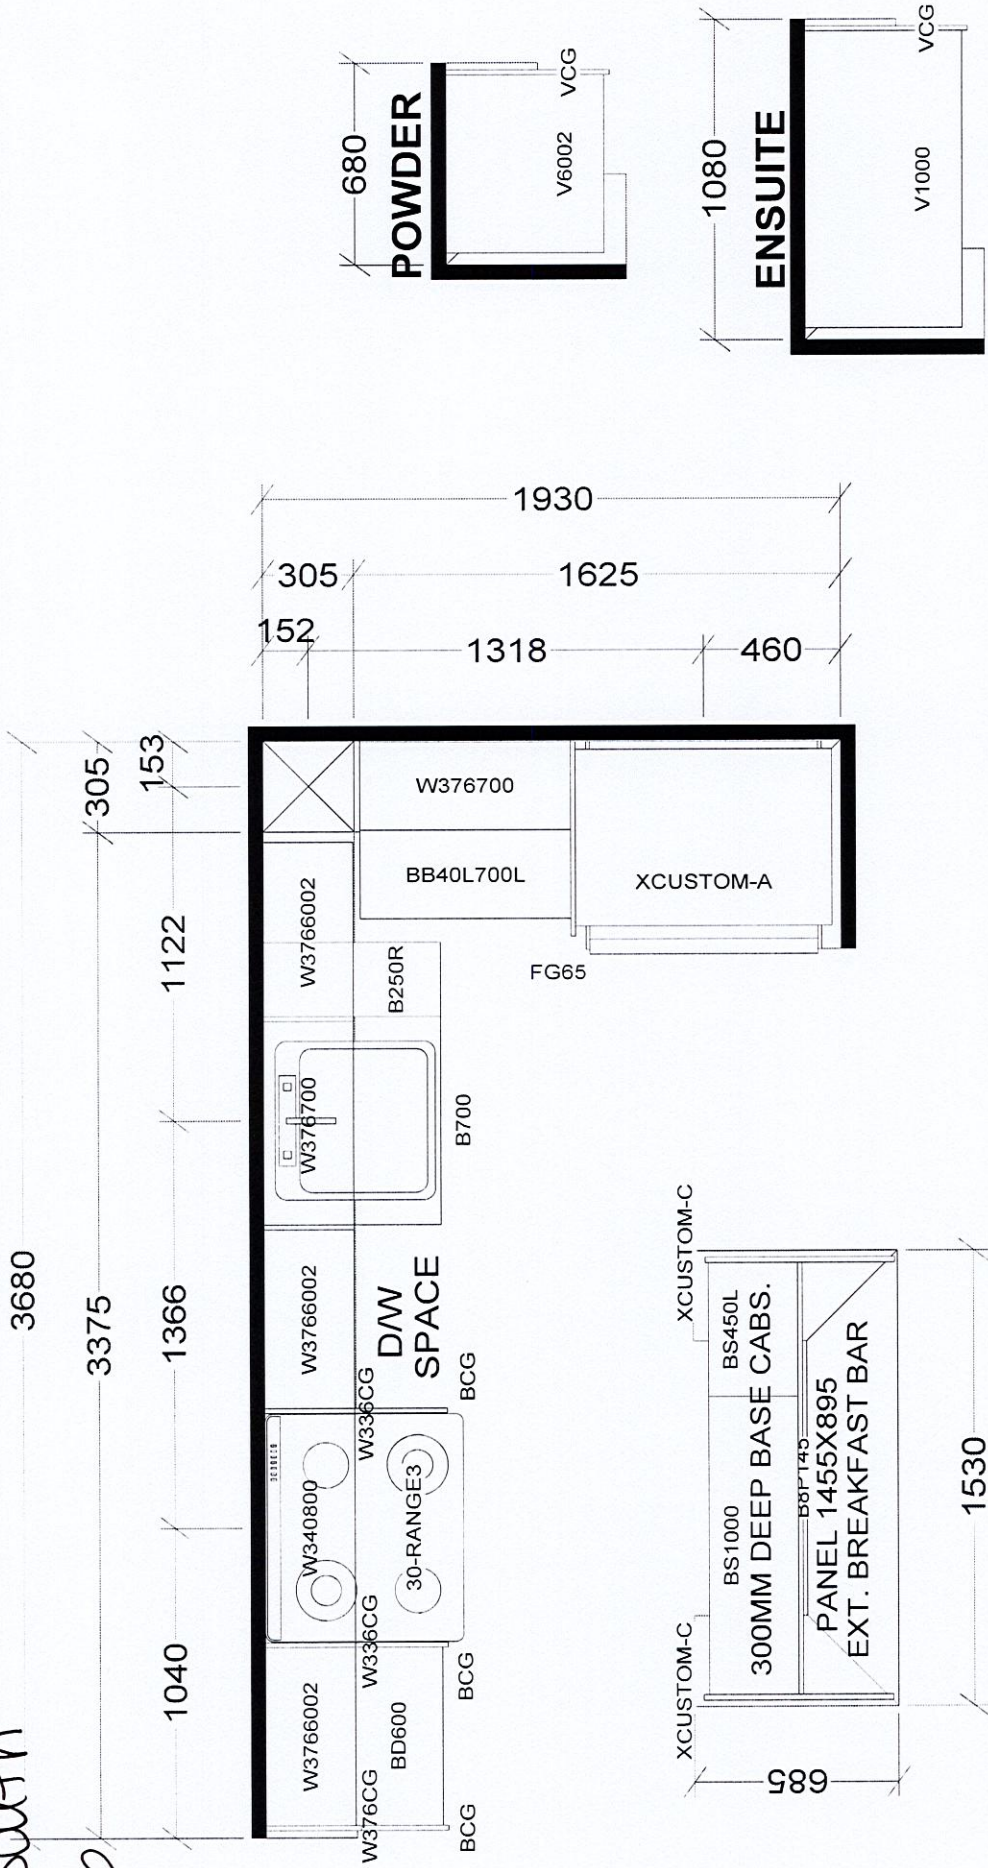 3680
3375
305
1040
1366
1122
153
W3766002
W340800
W3766002
W376700
W3766002
W376CG
W336CG
W336CG
BD600
30-RANGE3
D/W
SPACE
B250R
BCG
BCG
BCG
B700
W376700
BB40L700L
XCUSTOM-A
FG65
152
1318
460
305
1625
1930
XCUSTOM-C
XCUSTOM-C
685
BS1000
BS450L
300MM DEEP BASE CABS.
PANEL 1455X895
EXT. BREAKFAST BAR
1530
680
POWDER
V6002
VCG
1080
ENSUITE
V1000
VCG